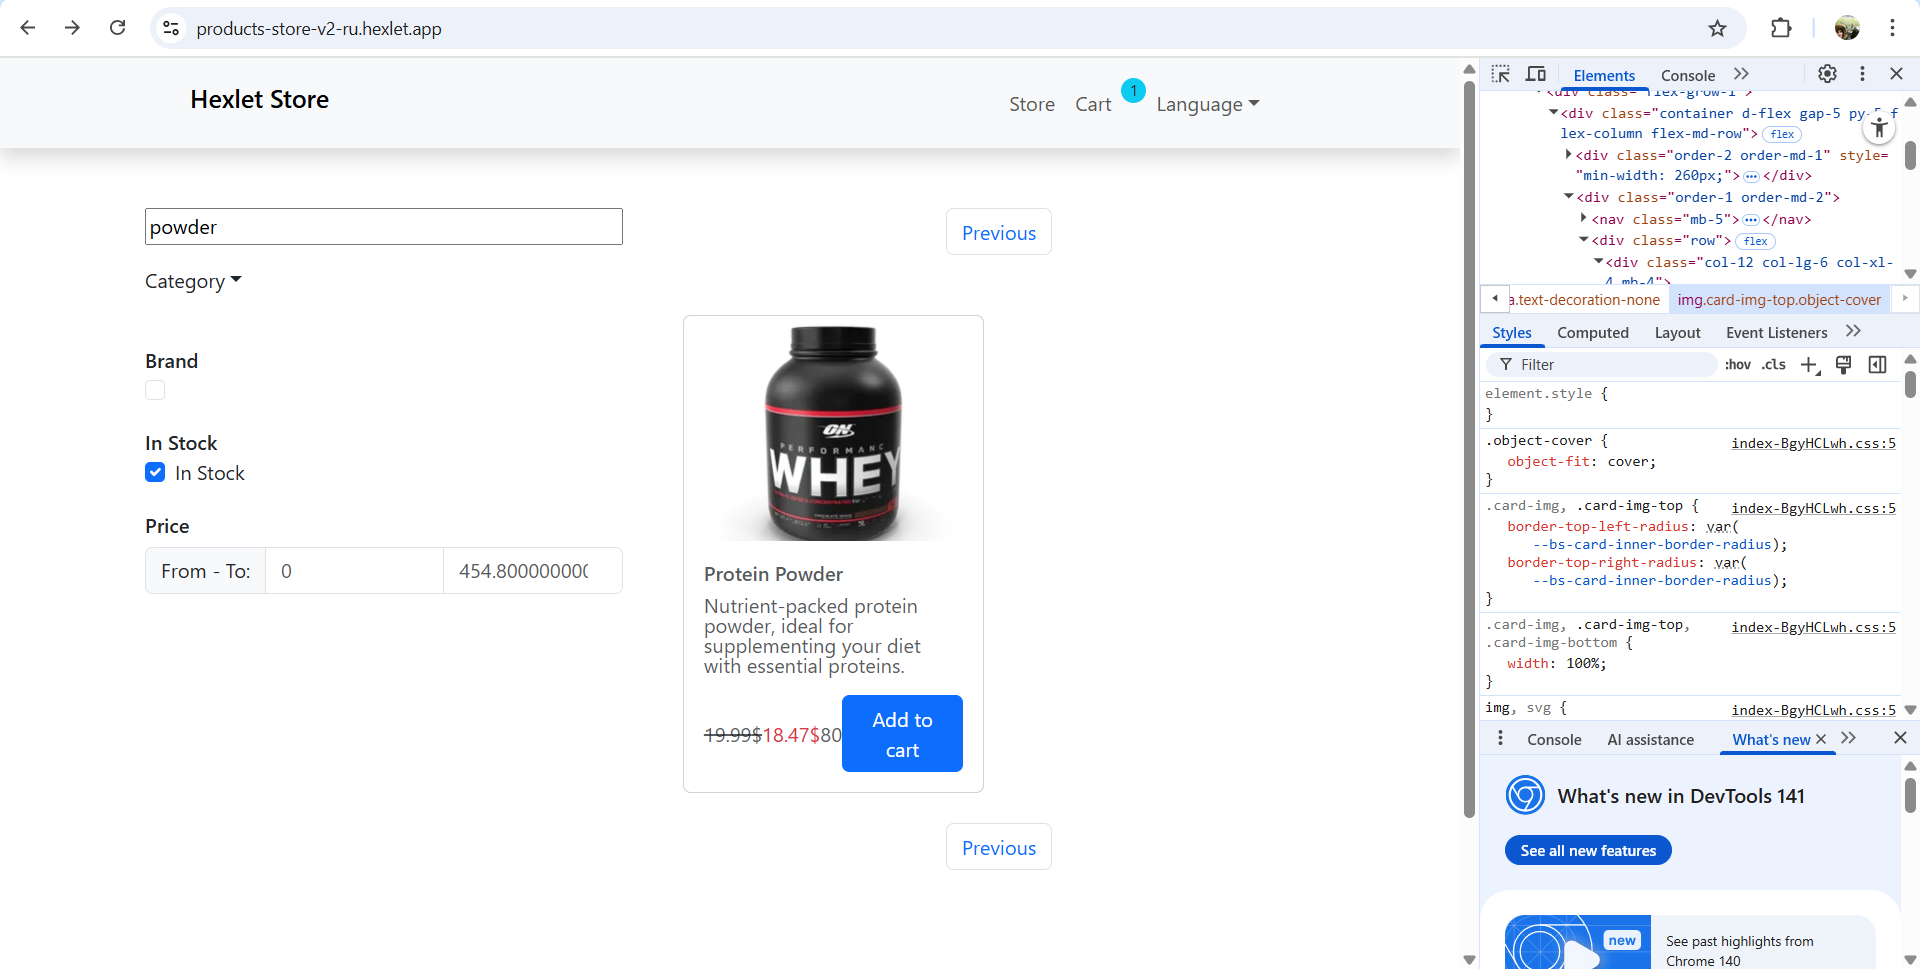 products-store-v2-ru.hexlet.app
Hexlet Store
Store
Cart
1
Language
powder
Category
Brand
In Stock
In Stock
Price
From - To:
0
454.80000000
Previous
ON
PERFORMANC
WHEY
Protein Powder
Nutrient-packed protein
powder, ideal for
supplementing your diet
with essential proteins.
19.99$18.47$80
Add to
cart
Previous
Elements
Console
<div class="flex-grow-1">
<div class="container d-flex gap-5 py-5 f
lex-column flex-md-row"> flex
<div class="order-2 order-md-1" style=
"min-width: 260px;"> … </div>
<div class="order-1 order-md-2">
<nav class="mb-5"> … </nav>
<div class="row"> flex
<div class="col-12 col-lg-6 col-xl-
4 mb-4">
a.text-decoration-none
img.card-img-top.object-cover
Styles
Computed
Layout
Event Listeners
Filter
:hov
.cls
element.style {
}
.object-cover {
index-BgyHCLwh.css:5
object-fit: cover;
}
.card-img, .card-img-top {
index-BgyHCLwh.css:5
border-top-left-radius: var(
--bs-card-inner-border-radius);
border-top-right-radius: var(
--bs-card-inner-border-radius);
}
.card-img, .card-img-top,
index-BgyHCLwh.css:5
.card-img-bottom {
width: 100%;
}
img, svg {
index-BgyHCLwh.css:5
Console
AI assistance
What's new
What's new in DevTools 141
See all new features
new
See past highlights from
Chrome 140